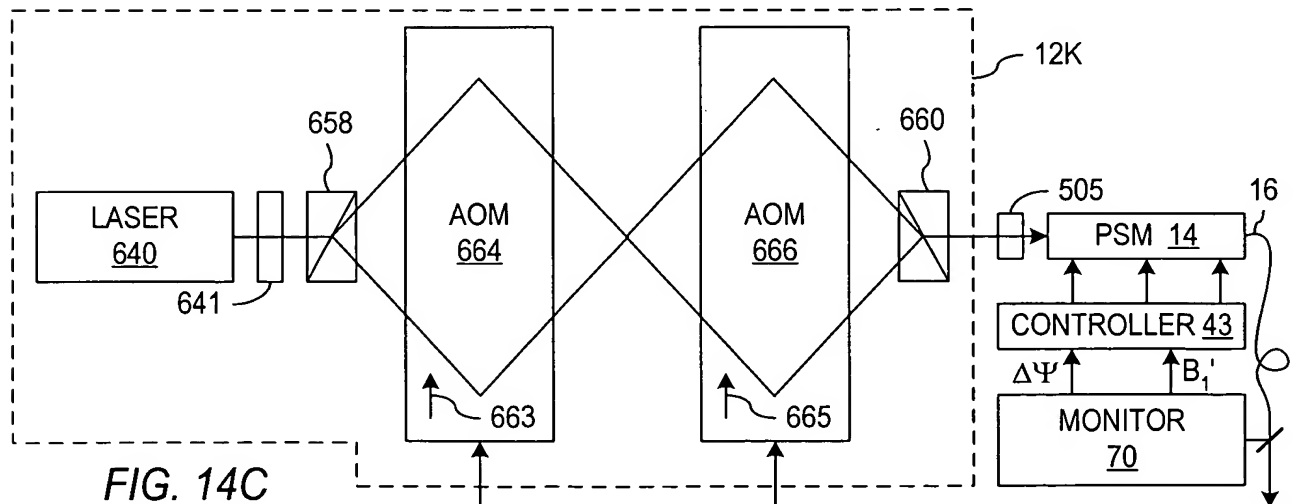 12K
658
660
505
16
LASER
640
AOM
664
AOM
666
PSM 14
641
CONTROLLER 43
ΔΨ
B₁'
663
665
MONITOR
70
FIG. 14C